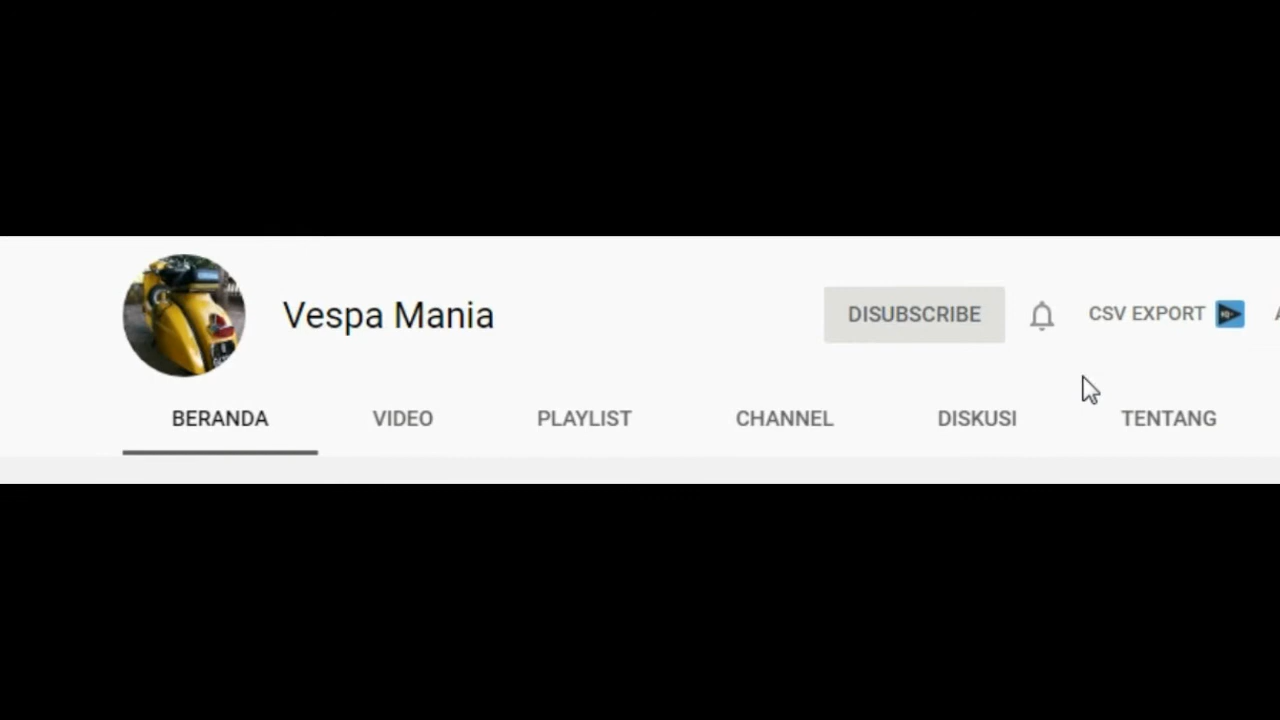 Vespa Mania
DISUBSCRIBE
CSV EXPORT
BERANDA VIDEO PLAYLIST CHANNEL DISKUSI TENTANG